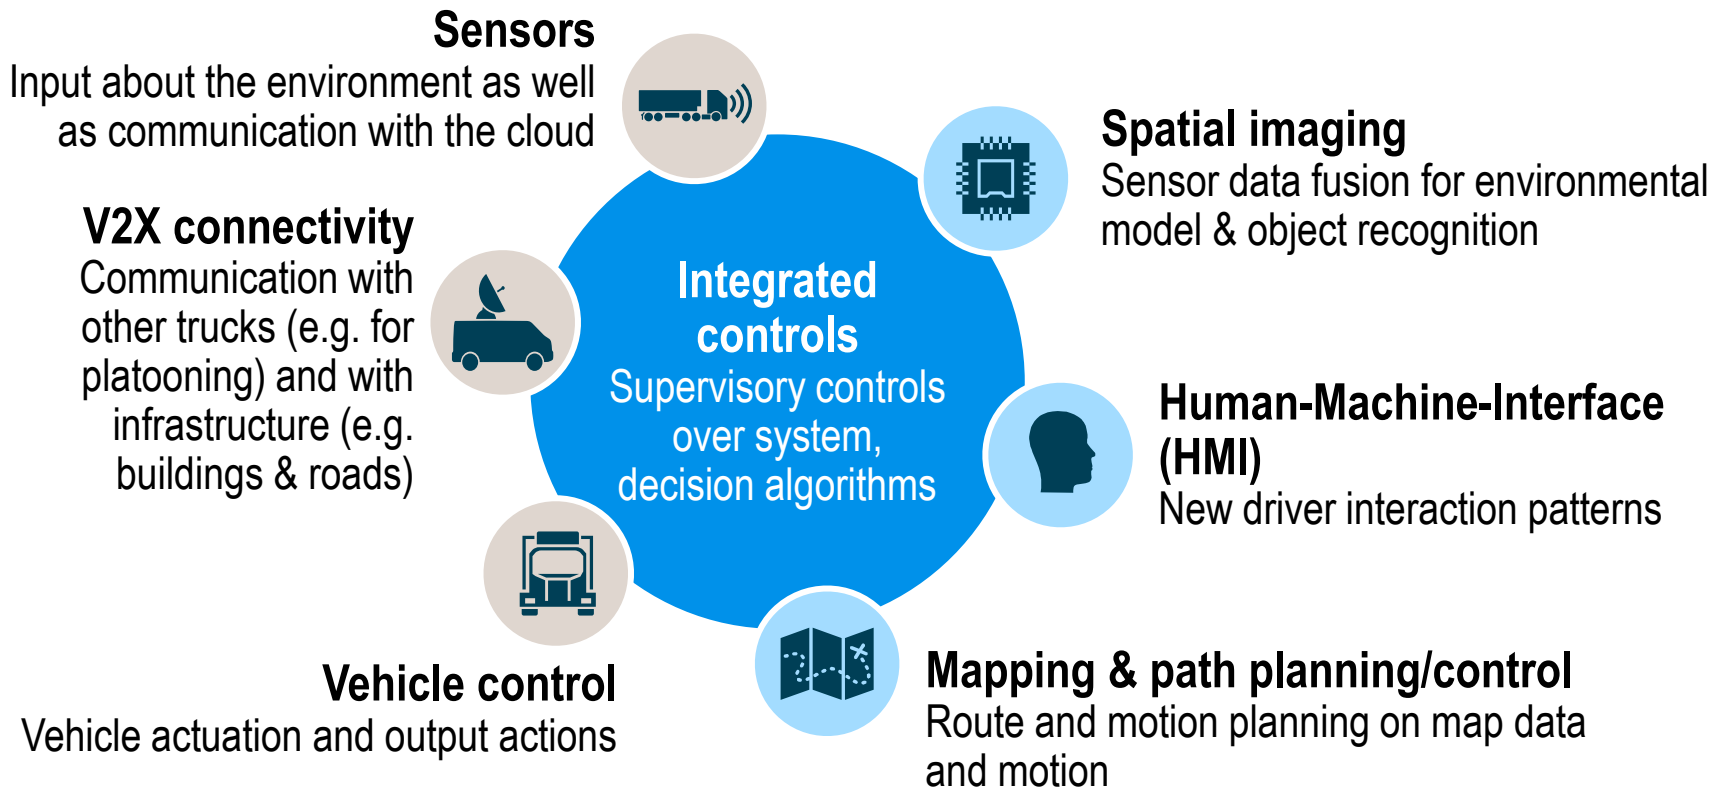 Sensors
Input about the environment as well
as communication with the cloud
V2X connectivity
Communication with
other trucks (e.g. for
platooning) and with
infrastructure (e.g.
buildings & roads)
Vehicle control
Vehicle actuation and output actions
Integrated
controls
Supervisory controls
over system,
decision algorithms
Spatial imaging
Sensor data fusion for environmental
model & object recognition
Human-Machine-Interface
(HMI)
New driver interaction patterns
Mapping & path planning/control
Route and motion planning on map data
and motion